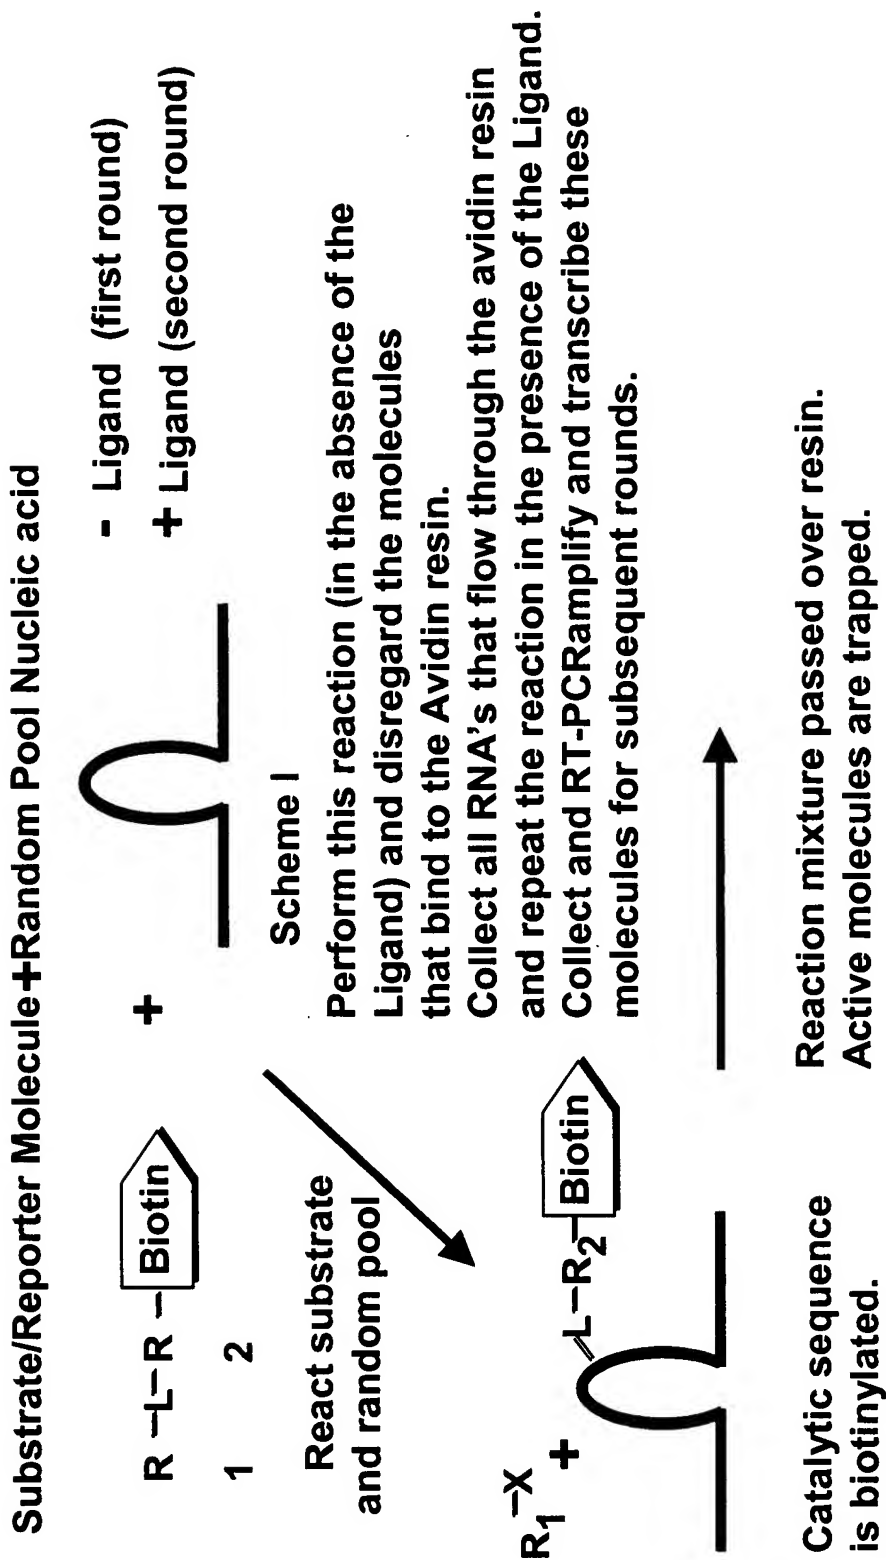 Substrate/Reporter Molecule+Random Pool Nucleic acid
R –L–R – Biotin
1 2
+
- Ligand (first round)
+ Ligand (second round)
React substrate
and random pool
Scheme I
Perform this reaction (in the absence of the
Ligand) and disregard the molecules
that bind to the Avidin resin.
Collect all RNA's that flow through the avidin resin
and repeat the reaction in the presence of the Ligand.
Collect and RT-PCRamplify and transcribe these
molecules for subsequent rounds.
R1–X
+
L–R2–Biotin
Catalytic sequence
is biotinylated.
Reaction mixture passed over resin.
Active molecules are trapped.